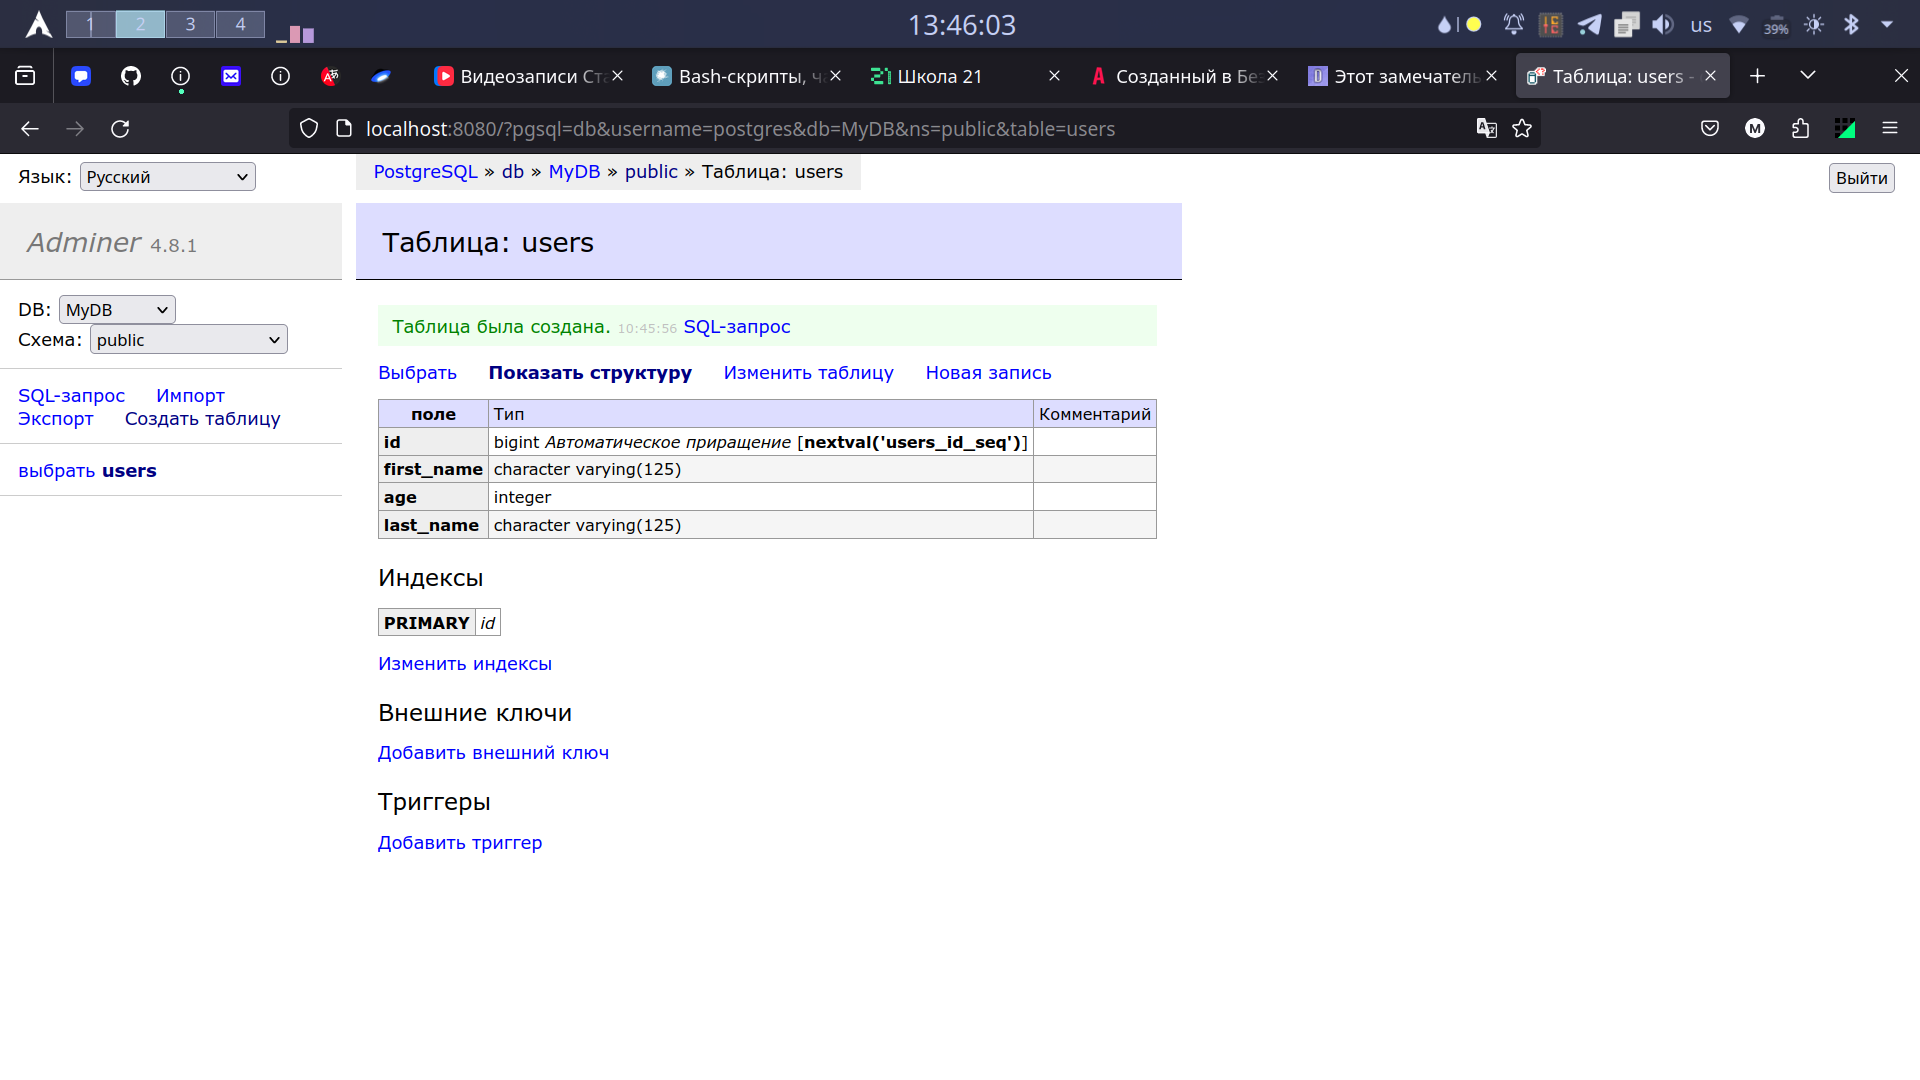 1 2 3 4 13:46:03 us 39%
Видеозаписи Ста Bash-скрипты, ч Школа 21 Созданный в Без Этот замечатель Таблица: users -
localhost:8080/?pgsql=db&username=postgres&db=MyDB&ns=public&table=users M
Язык: Русский PostgreSQL » db » MyDB » public » Таблица: users Выйти
Adminer 4.8.1 Таблица: users
DB: MyDB
Схема: public
SQL-запрос Импорт
Экспорт Создать таблицу
выбрать users
Таблица была создана. 10:45:56 SQL-запрос
Выбрать Показать структуру Изменить таблицу Новая запись
поле Тип Комментарий
id bigint Автоматическое приращение [nextval('users_id_seq')]
first_name character varying(125)
age integer
last_name character varying(125)
Индексы
PRIMARY id
Изменить индексы
Внешние ключи
Добавить внешний ключ
Триггеры
Добавить триггер